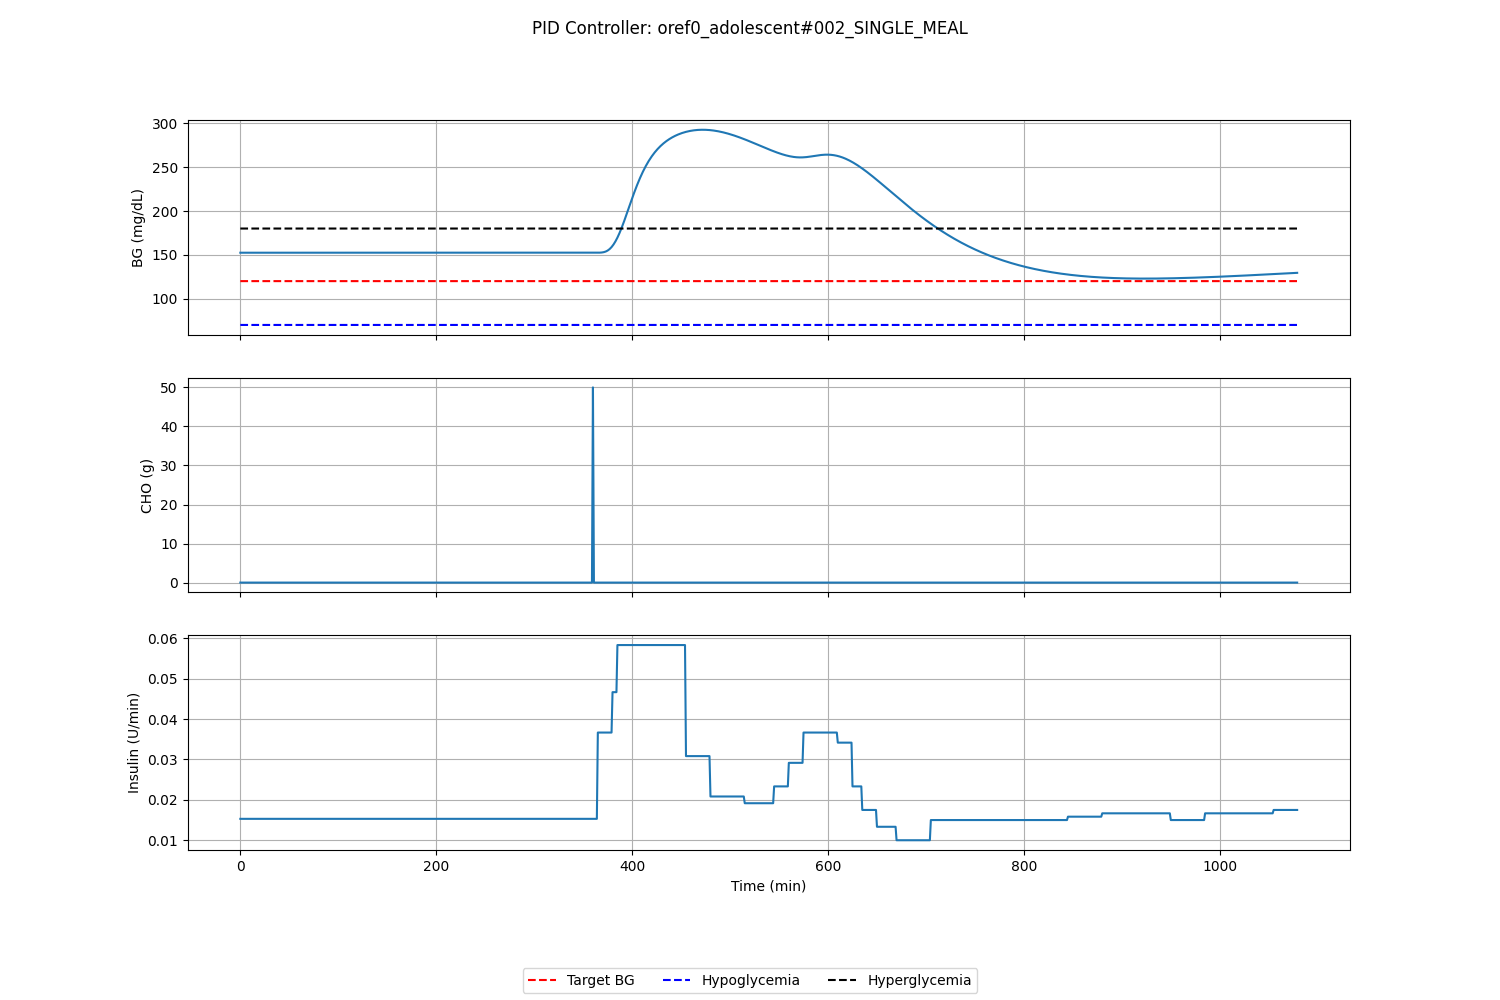 PID Controller: oref0_adolescent#002_SINGLE_MEAL
300
250
200
150
100
BG (mg/dL)
50
40
30
20
10
0
CHO (g)
0.06
0.05
0.04
0.03
0.02
0.01
Insulin (U/min)
0 200 400 600 800 1000
Time (min)
Target BG Hypoglycemia Hyperglycemia